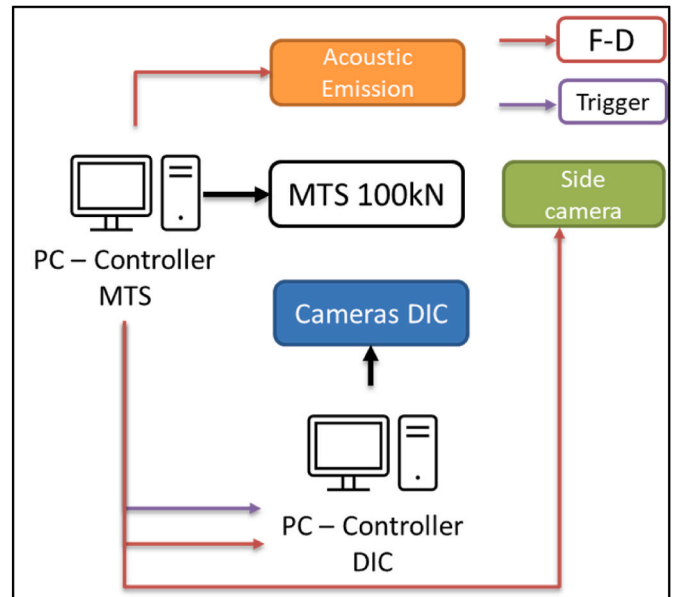 Acoustic
Emission
F-D
Trigger
MTS 100kN
Side
camera
PC – Controller
MTS
Cameras DIC
PC – Controller
DIC